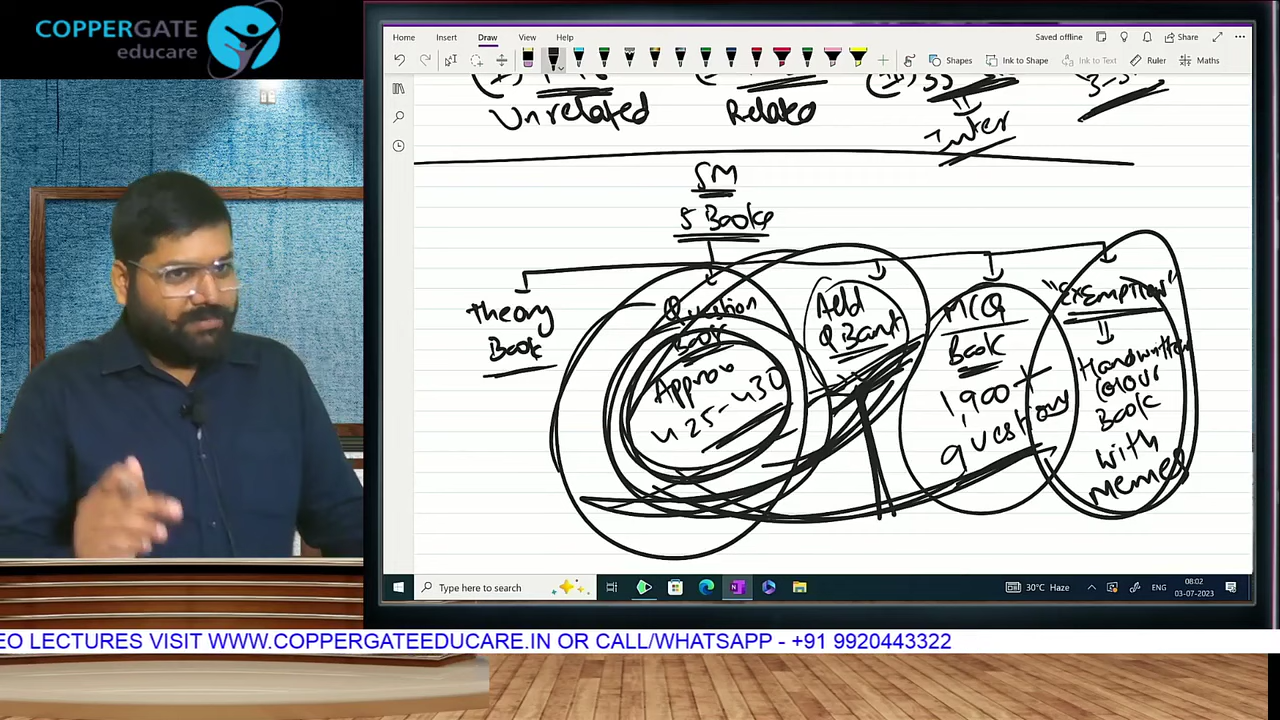 COPPERGATE
educare
Home Insert Draw View Help
Saved offline
Share
Shapes
Ink to Shape
Ink to Text
Ruler
Maths
Unrelated
Related
Inter
SM
5 Books
Theory
Book
Question
Book
Approx
425-430
Add
Q Bank
MCQ
Book
1,900+
questions
"Exemption"
Handwritten
Colour
Book
with
memes
Type here to search
30°C Haze
ENG
08:02
03-07-2023
EO LECTURES VISIT WWW.COPPERGATEEDUCARE.IN OR CALL/WHATSAPP - +91 9920443322